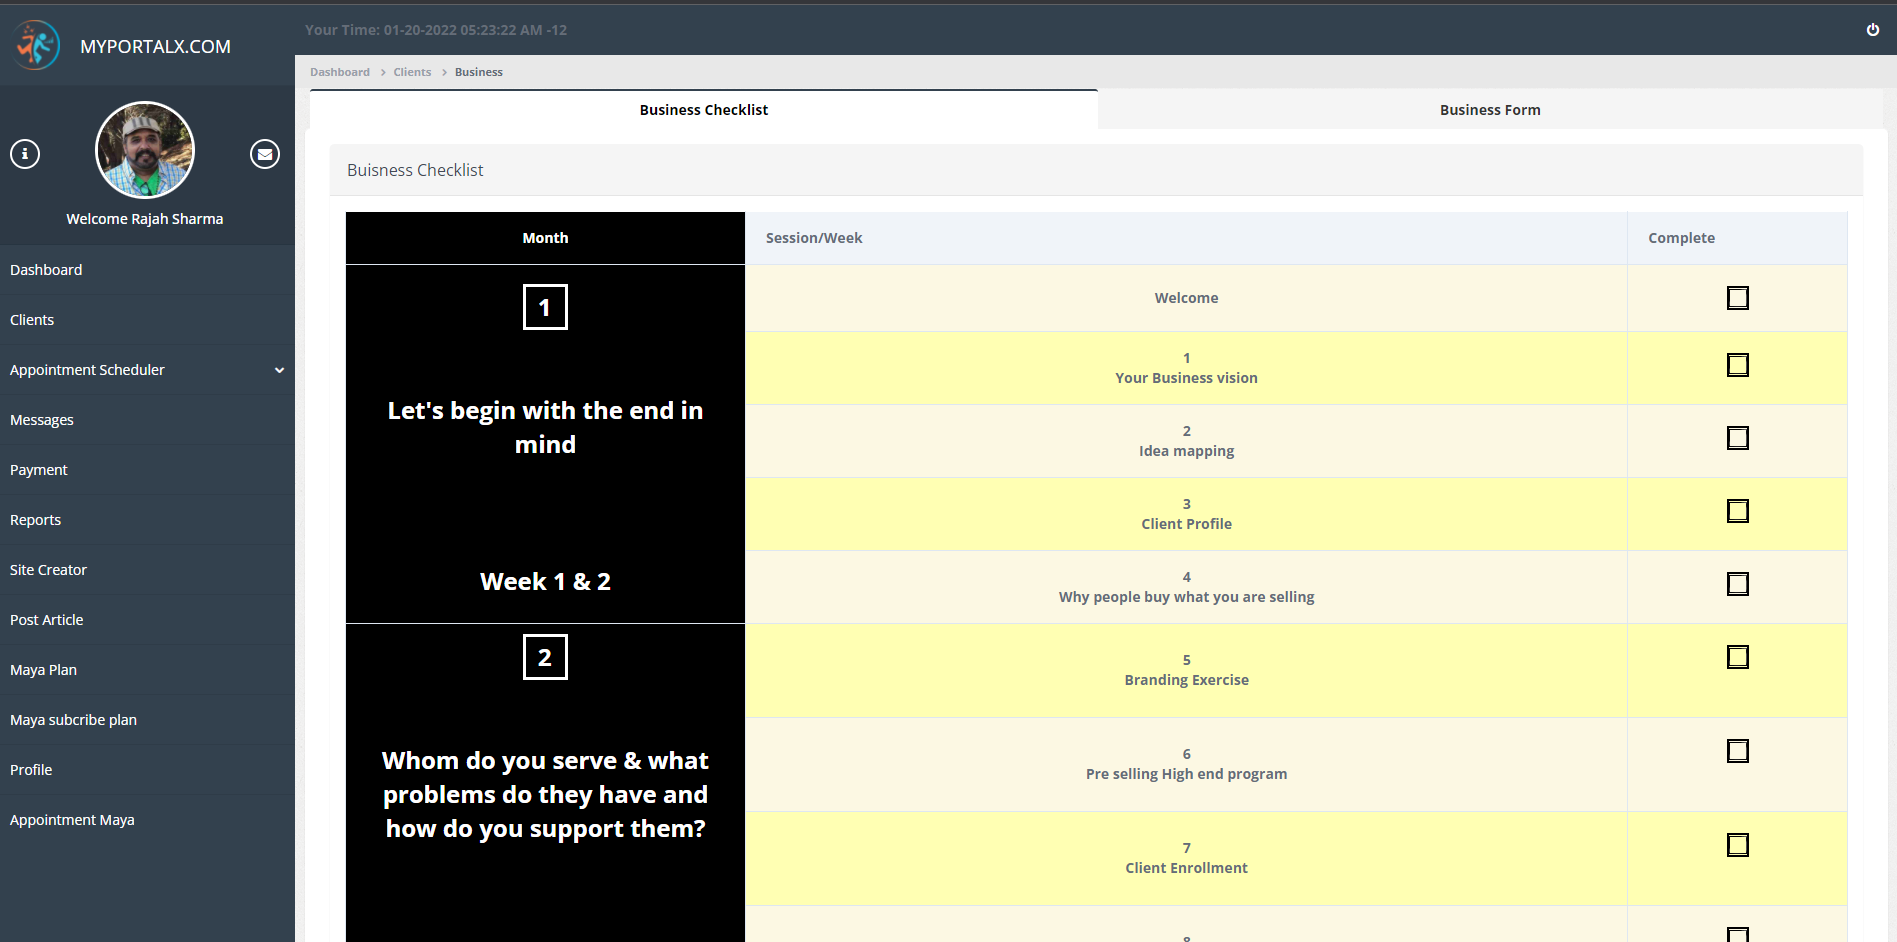 MYPORTALX.COM
Your Time: 01-20-2022 05:23:22 AM -12
Welcome Rajah Sharma
Dashboard
Clients
Appointment Scheduler
Messages
Payment
Reports
Site Creator
Post Article
Maya Plan
Maya subcribe plan
Profile
Appointment Maya
Dashboard > Clients > Business
Business Checklist
Business Form
Buisness Checklist
Month
Session/Week
Complete
1
Let's begin with the end in
mind
Week 1 & 2
Welcome
1
Your Business vision
2
Idea mapping
3
Client Profile
4
Why people buy what you are selling
2
Whom do you serve & what
problems do they have and
how do you support them?
5
Branding Exercise
6
Pre selling High end program
7
Client Enrollment
8